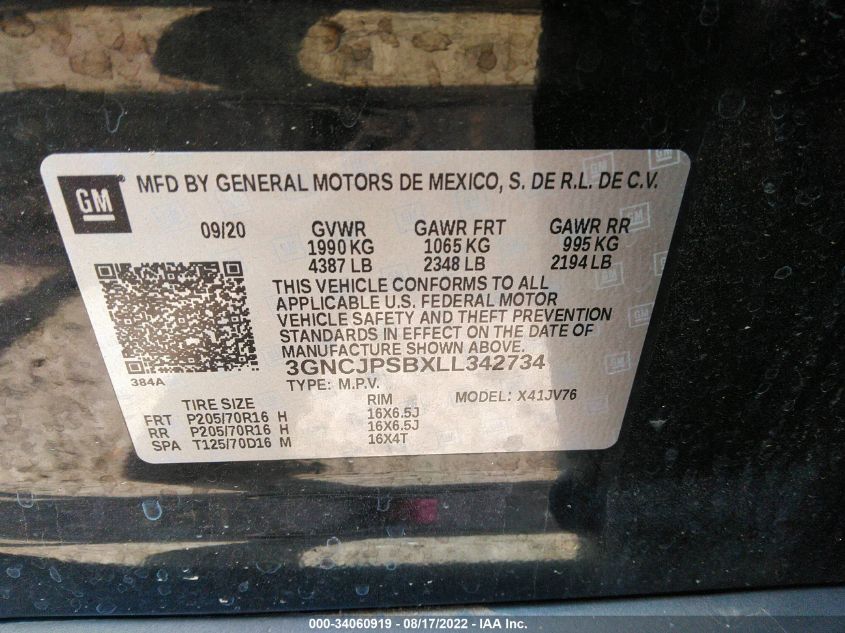 GM
MFD BY GENERAL MOTORS DE MEXICO, S. DE R.L. DE C.V.
09/20 GVWR GAWR FRT GAWR RR
1990 KG 1065 KG 995 KG
4387 LB 2348 LB 2194 LB
THIS VEHICLE CONFORMS TO ALL
APPLICABLE U.S. FEDERAL MOTOR
VEHICLE SAFETY AND THEFT PREVENTION
STANDARDS IN EFFECT ON THE DATE OF
MANUFACTURE SHOWN ABOVE.
384A 3GNCJPSBXLL342734
TYPE: M.P.V. MODEL: X41JV76
TIRE SIZE RIM
FRT P205/70R16 H 16X6.5J
RR P205/70R16 H 16X6.5J
SPA T125/70D16 M 16X4T
000-34060919 - 08/17/2022 - IAA Inc.